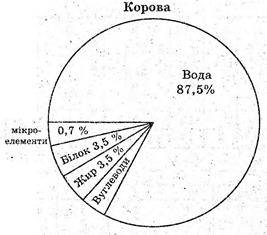 Корова
Вода
87,5%
мікро-
елементи
0,7 %
Білок 3,5 %
Жир 3,5 %
Вуглеводи